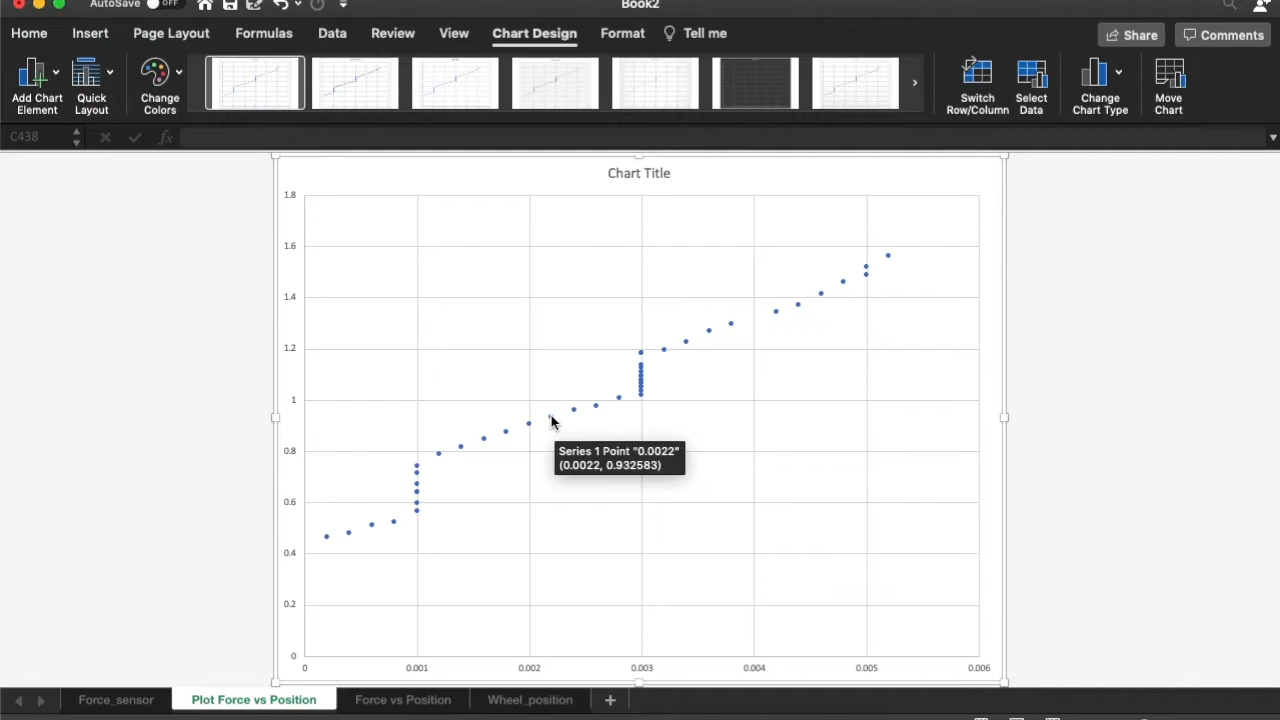 AutoSave OFF Book2
Home Insert Page Layout Formulas Data Review View Chart Design Format Tell me Share Comments
Add Chart Element
Quick Layout
Change Colors
Switch Row/Column
Select Data
Change Chart Type
Move Chart
C438 fx
Chart Title
1.8
1.6
1.4
1.2
1
0.8
0.6
0.4
0.2
0
Series 1 Point "0.0022"
(0.0022, 0.932583)
0 0.001 0.002 0.003 0.004 0.005 0.006
Force_sensor Plot Force vs Position Force vs Position Wheel_position